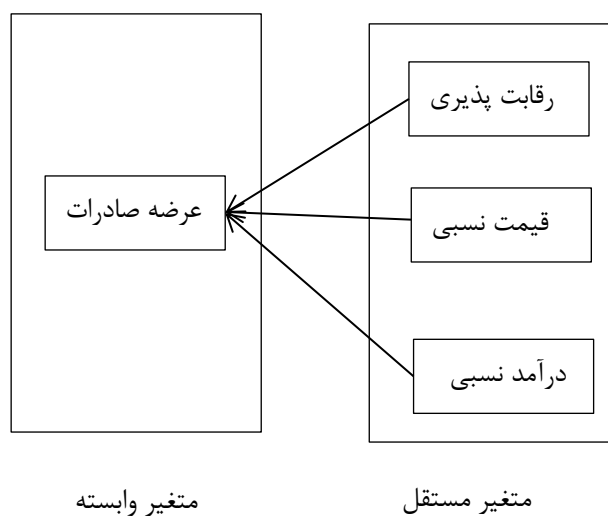 رقابت پذیری
عرضه صادرات
قیمت نسبی
درآمد نسبی
متغیر مستقل
متغیر وابسته